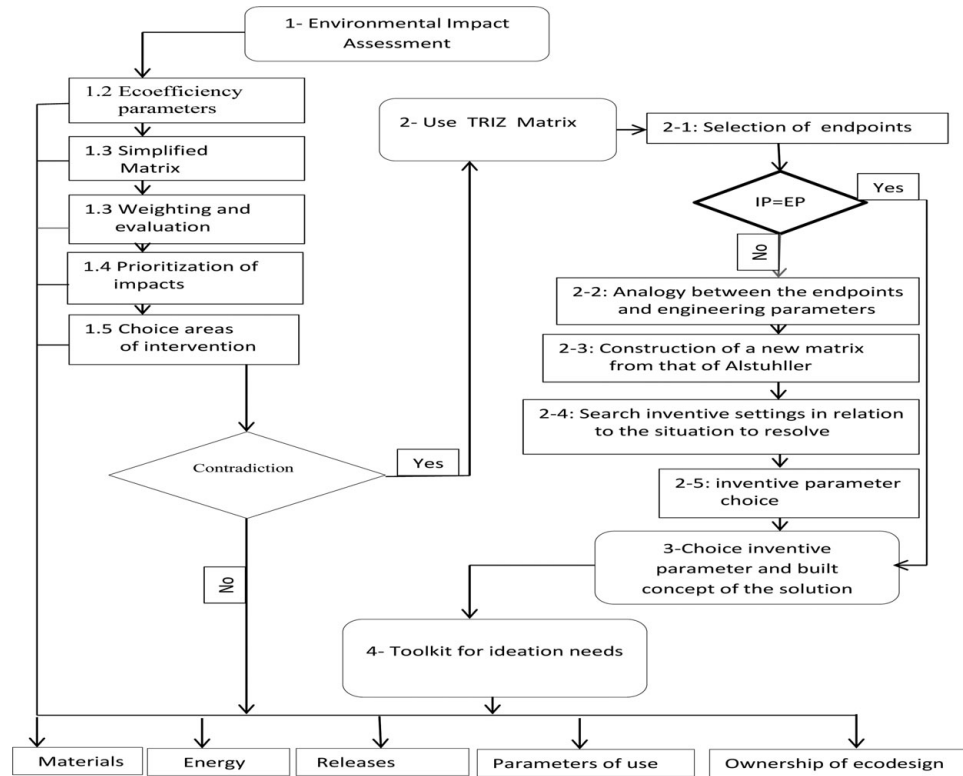 1- Environmental Impact
Assessment
1.2 Ecoefficiency
parameters
1.3 Simplified
Matrix
1.3 Weighting and
evaluation
1.4 Prioritization of
impacts
1.5 Choice areas
of intervention
Contradiction
Yes
No
2- Use TRIZ Matrix
2-1: Selection of endpoints
IP=EP
Yes
No
2-2: Analogy between the endpoints
and engineering parameters
2-3: Construction of a new matrix
from that of Alstuhller
2-4: Search inventive settings in relation
to the situation to resolve
2-5: inventive parameter
choice
3-Choice inventive
parameter and built
concept of the solution
4- Toolkit for ideation needs
Materials
Energy
Releases
Parameters of use
Ownership of ecodesign